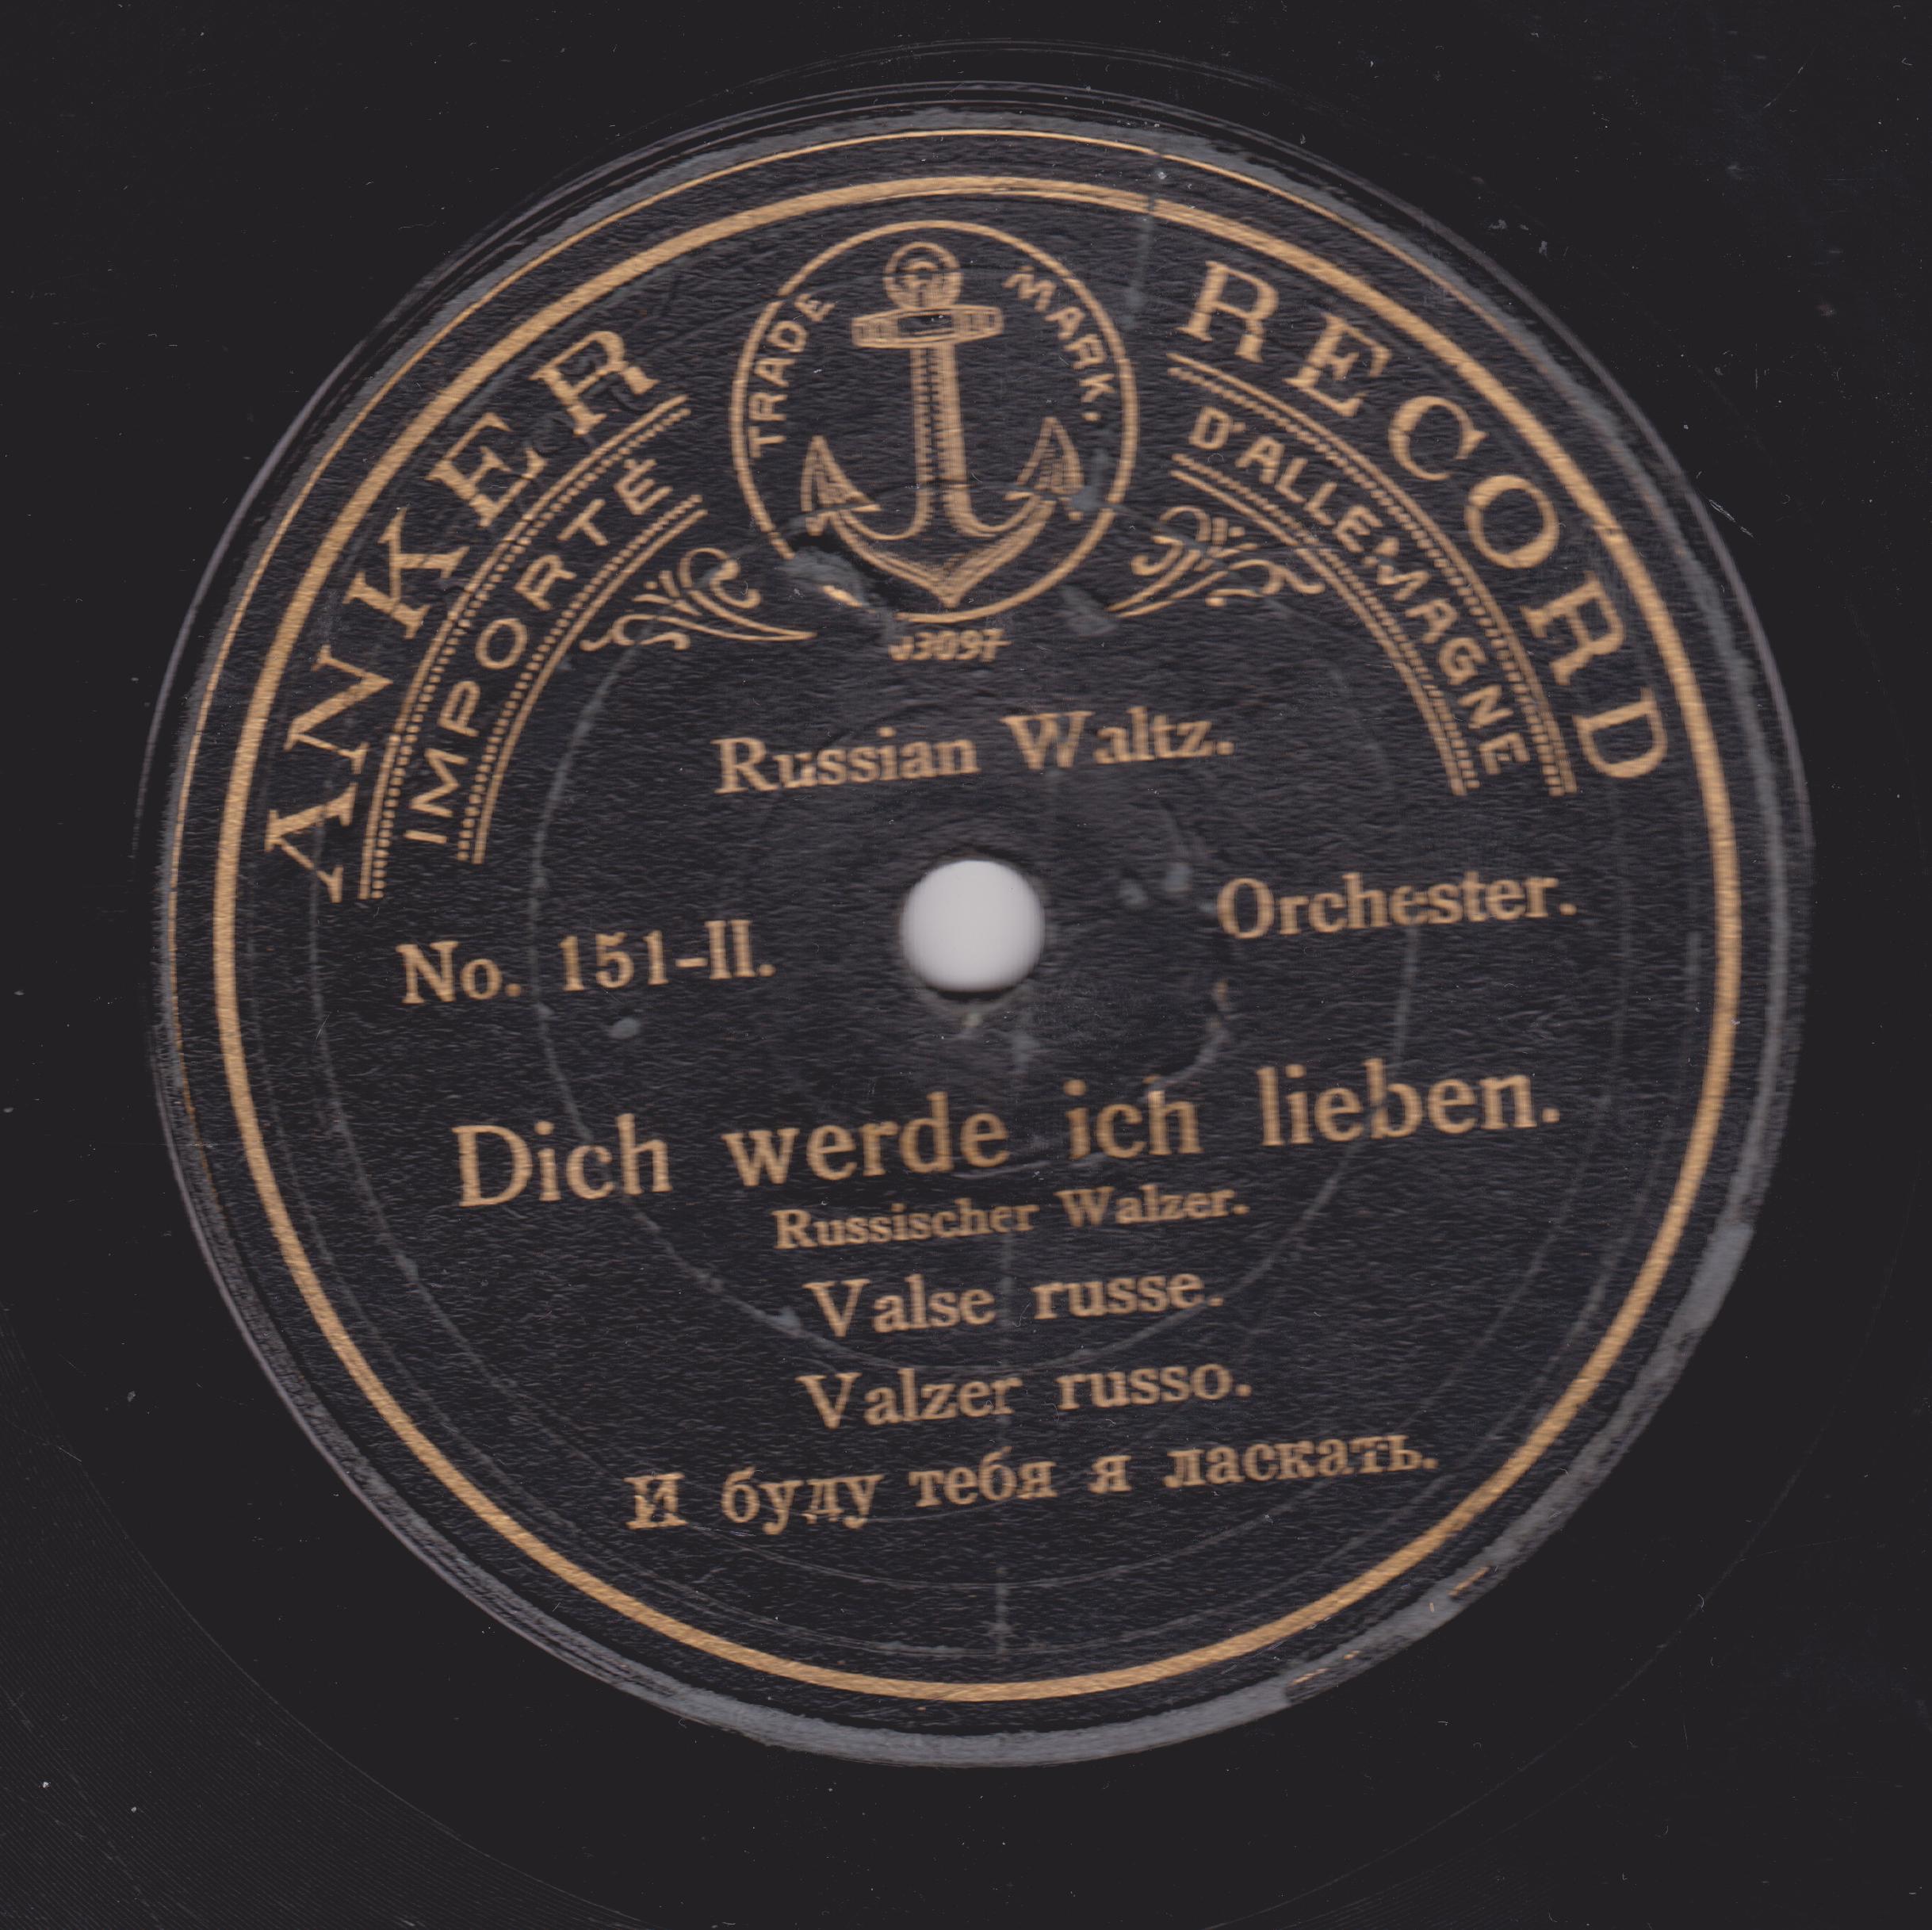 ANKER RECORD
IMPORTÉ D'ALLEMAGNE
TRADE MARK.
Russian Waltz.
No. 151-II.
Orchester.
Dich werde ich lieben.
Russischer Walzer.
Valse russe.
Valzer russo.
И буду тебя я ласкать.